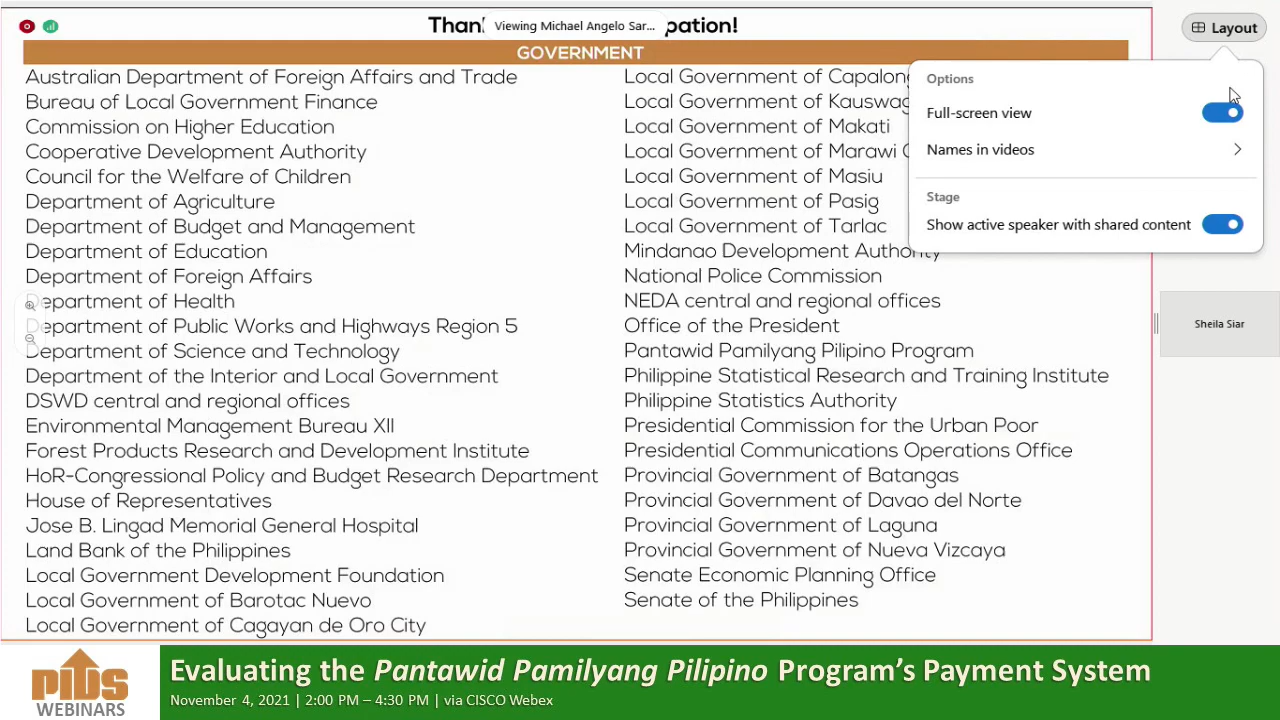 Thank
Viewing Michael Angelo Sar...
pation!
Layout
GOVERNMENT
Australian Department of Foreign Affairs and Trade
Bureau of Local Government Finance
Commission on Higher Education
Cooperative Development Authority
Council for the Welfare of Children
Department of Agriculture
Department of Budget and Management
Department of Education
Department of Foreign Affairs
Department of Health
Department of Public Works and Highways Region 5
Department of Science and Technology
Department of the Interior and Local Government
DSWD central and regional offices
Environmental Management Bureau XII
Forest Products Research and Development Institute
HoR-Congressional Policy and Budget Research Department
House of Representatives
Jose B. Lingad Memorial General Hospital
Land Bank of the Philippines
Local Government Development Foundation
Local Government of Barotac Nuevo
Local Government of Cagayan de Oro City
Local Government of Capalong
Local Government of Kauswag
Local Government of Makati
Local Government of Marawi C
Local Government of Masiu
Local Government of Pasig
Local Government of Tarlac
Mindanao Development Authority
National Police Commission
NEDA central and regional offices
Office of the President
Pantawid Pamilyang Pilipino Program
Philippine Statistical Research and Training Institute
Philippine Statistics Authority
Presidential Commission for the Urban Poor
Presidential Communications Operations Office
Provincial Government of Batangas
Provincial Government of Davao del Norte
Provincial Government of Laguna
Provincial Government of Nueva Vizcaya
Senate Economic Planning Office
Senate of the Philippines
Options
Full-screen view
Names in videos
Stage
Show active speaker with shared content
Sheila Siar
pids
WEBINARS
Evaluating the Pantawid Pamilyang Pilipino Program’s Payment System
November 4, 2021 | 2:00 PM – 4:30 PM | via CISCO Webex